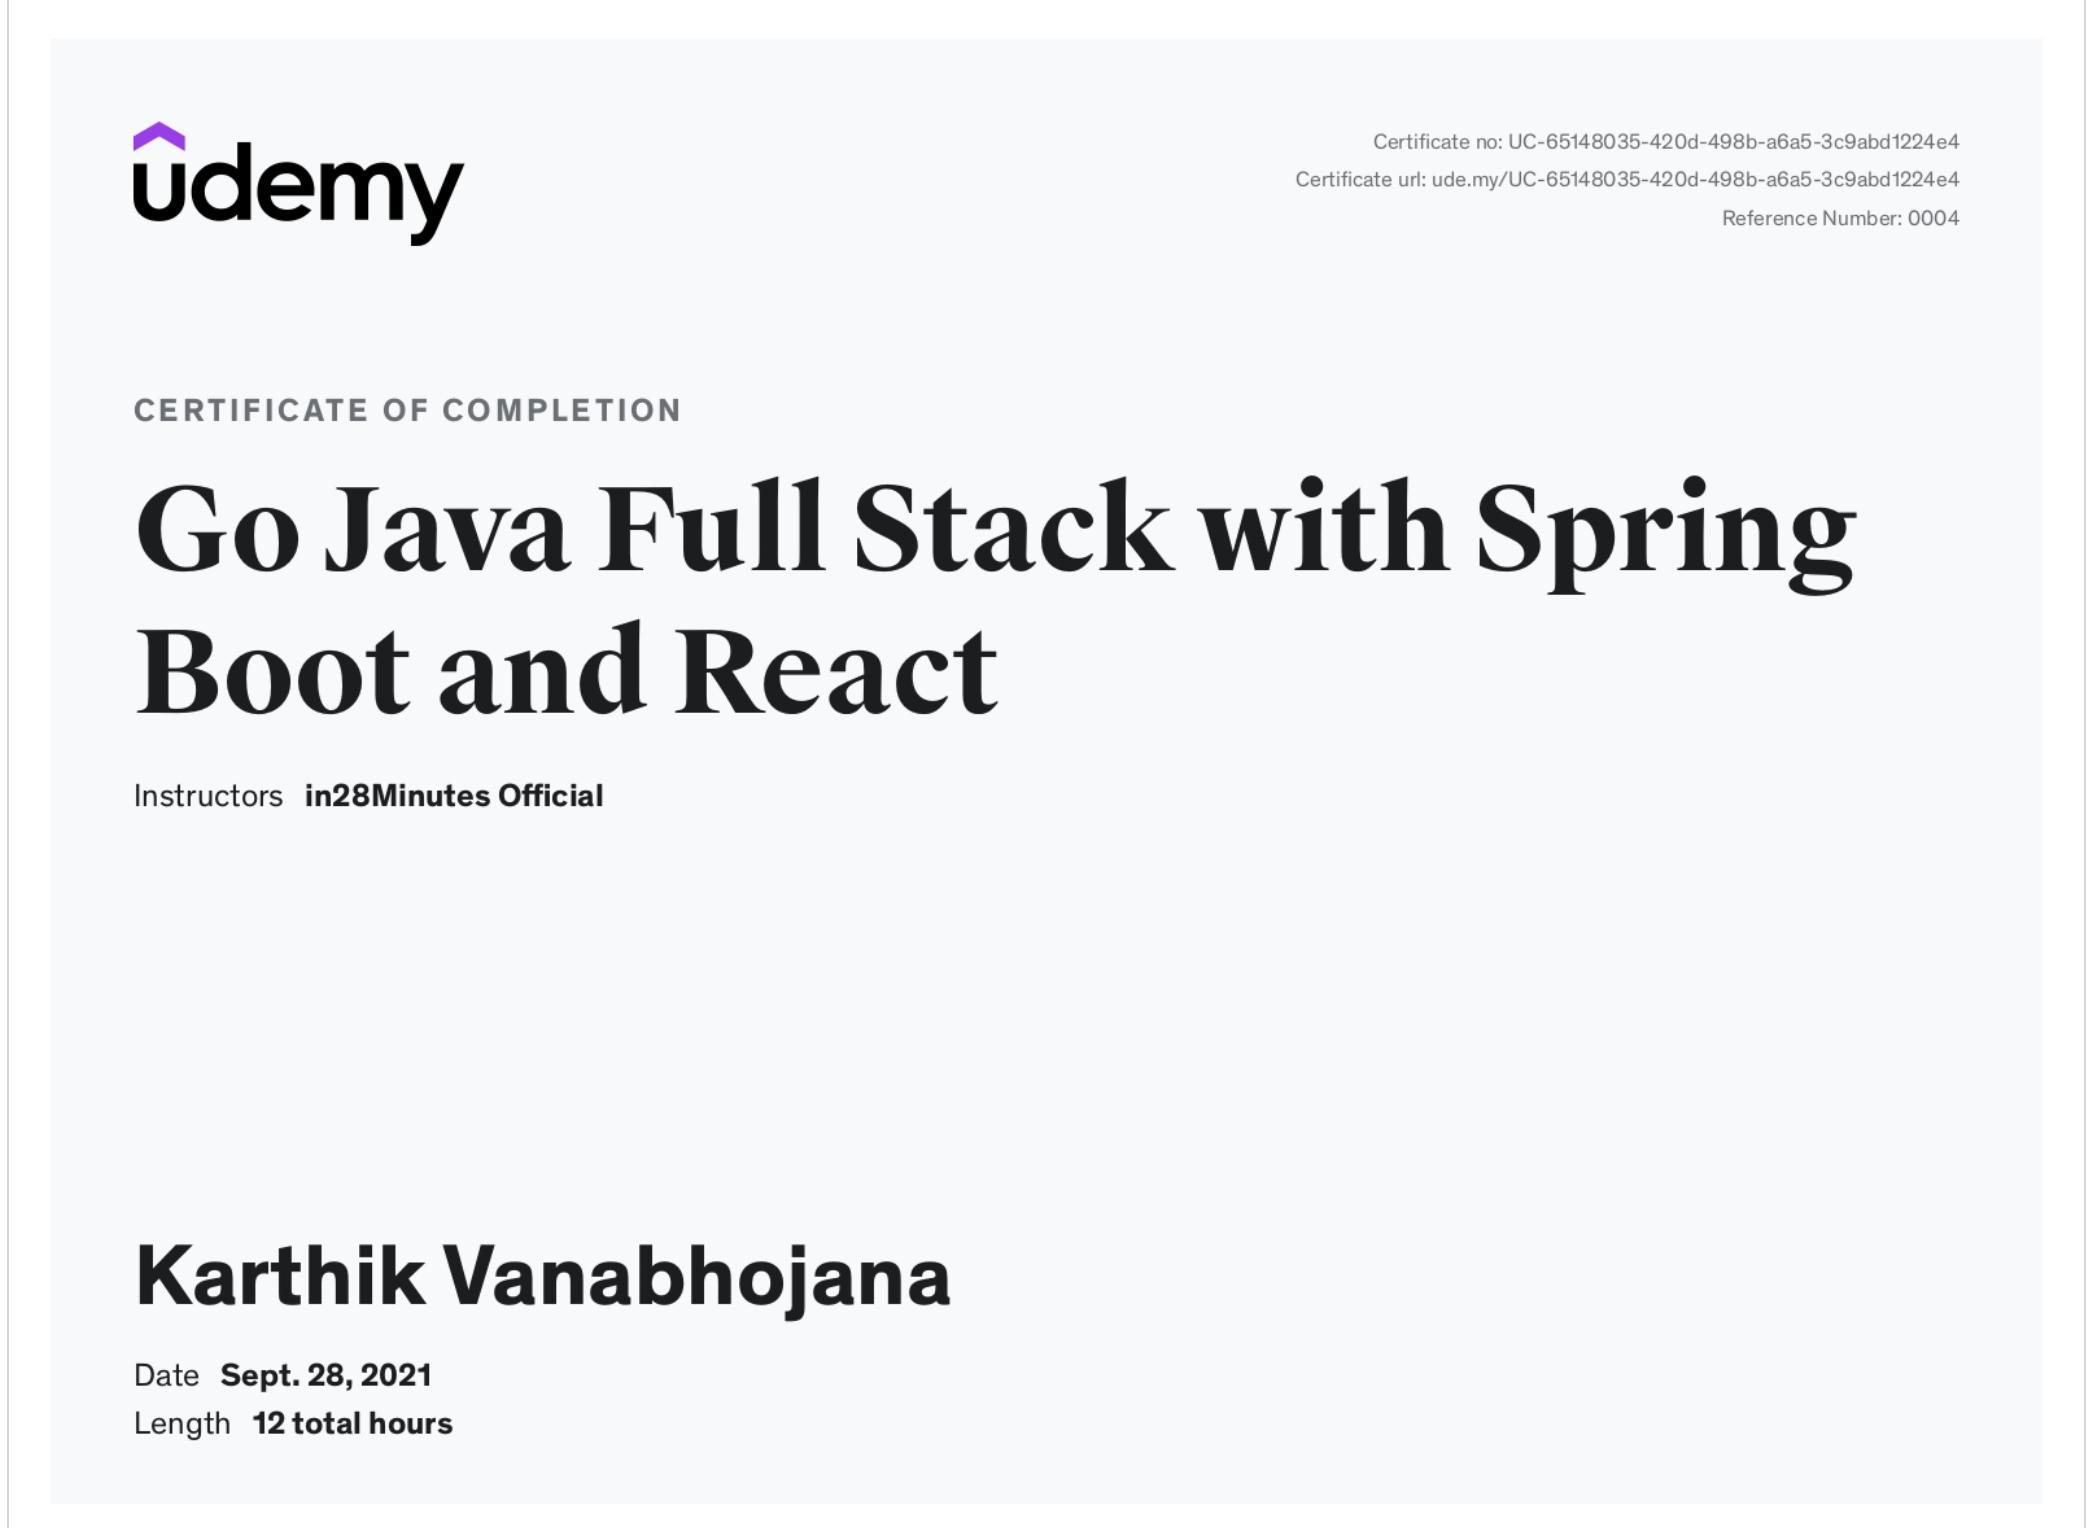 udemy
Certificate no: UC-65148035-420d-498b-a6a5-3c9abd1224e4
Certificate url: ude.my/UC-65148035-420d-498b-a6a5-3c9abd1224e4
Reference Number: 0004
CERTIFICATE OF COMPLETION
Go Java Full Stack with Spring
Boot and React
Instructors in28Minutes Official
Karthik Vanabhojana
Date Sept. 28, 2021
Length 12 total hours